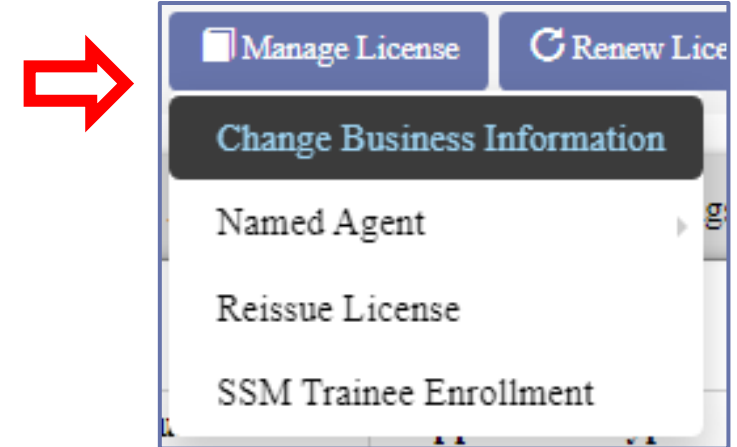 Manage License Renew Lice
Change Business Information
Named Agent
Reissue License
SSM Trainee Enrollment